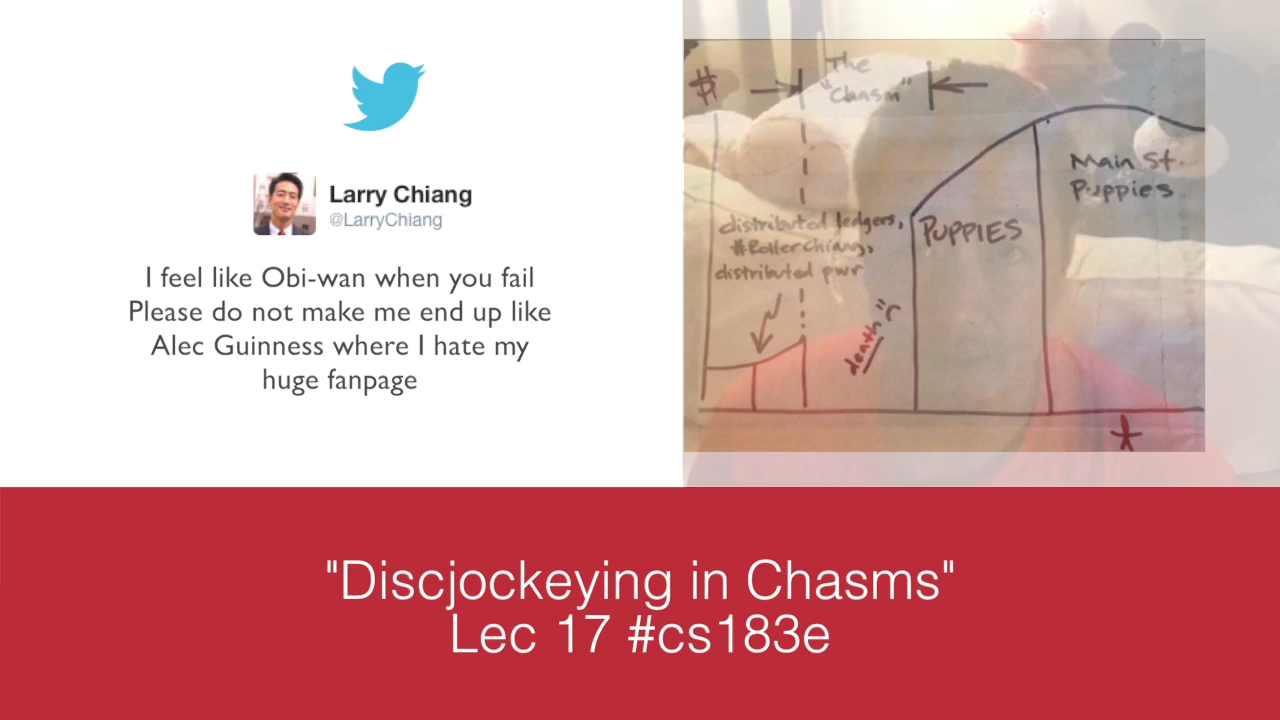 Larry Chiang
@LarryChiang
I feel like Obi-wan when you fail
Please do not make me end up like
Alec Guinness where I hate my
huge fanpage
$
The
"Chasm"
distributed ledgers,
#RollerChiang,
distributed pwr
death"r
PUPPIES
Main St.
Puppies
"Discjockeying in Chasms"
Lec 17 #cs183e